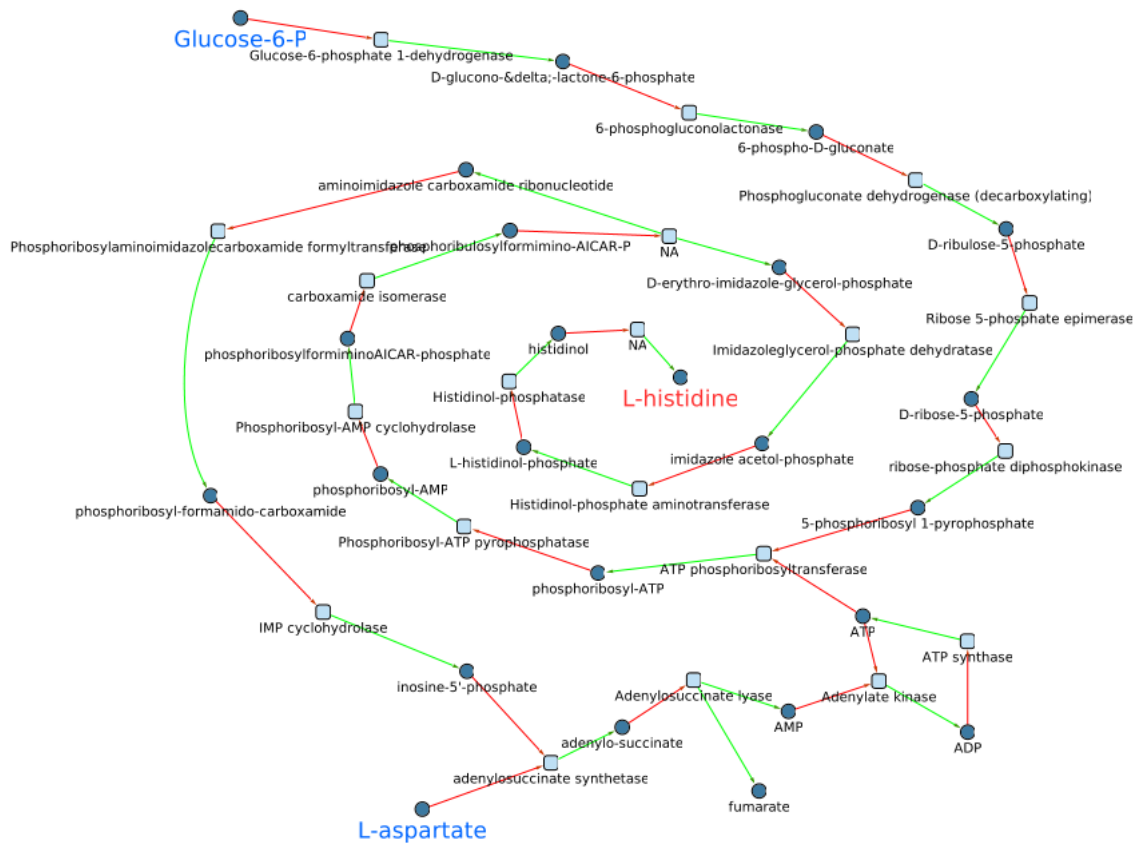 Glucose-6-P
Glucose-6-phosphate 1-dehydrogenase
D-glucono-&delta;-lactone-6-phosphate
6-phosphogluconolactonase
6-phospho-D-gluconate
aminoimidazole carboxamide ribonucleotide
Phosphogluconate dehydrogenase (decarboxylating)
Phosphoribosylaminoimidazolecarboxamide formyltransferase
phosphoribulosylformimino-AICAR-P
NA
D-ribulose-5-phosphate
carboxamide isomerase
D-erythro-imidazole-glycerol-phosphate
Ribose 5-phosphate epimerase
phosphoribosylformiminoAICAR-phosphate
histidinol
NA
Imidazoleglycerol-phosphate dehydratase
Histidinol-phosphatase
L-histidine
D-ribose-5-phosphate
Phosphoribosyl-AMP cyclohydrolase
L-histidinol-phosphate
imidazole acetol-phosphate
ribose-phosphate diphosphokinase
phosphoribosyl-AMP
Histidinol-phosphate aminotransferase
phosphoribosyl-formamido-carboxamide
5-phosphoribosyl 1-pyrophosphate
Phosphoribosyl-ATP pyrophosphatase
ATP phosphoribosyltransferase
phosphoribosyl-ATP
IMP cyclohydrolase
ATP
ATP synthase
inosine-5'-phosphate
Adenylosuccinate lyase
Adenylate kinase
AMP
adenylo-succinate
ADP
adenylosuccinate synthetase
fumarate
L-aspartate